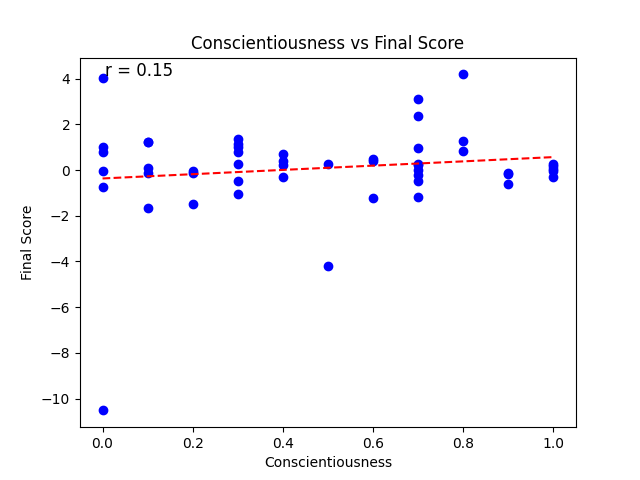 Conscientiousness vs Final Score
r = 0.15
4
2
0
−2
−4
−6
−8
−10
Final Score
0.0 0.2 0.4 0.6 0.8 1.0
Conscientiousness